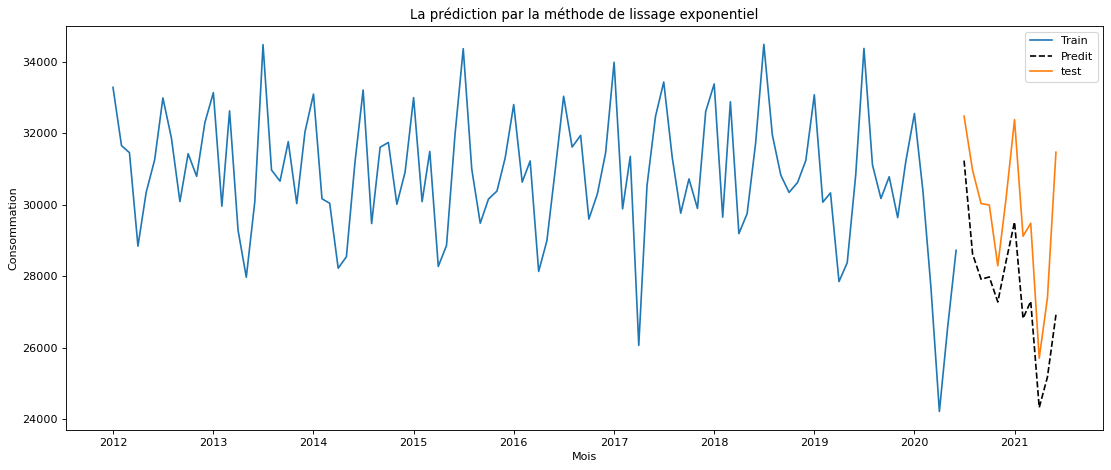 La prédiction par la méthode de lissage exponentiel
Train
Predit
test
34000
32000
30000
28000
26000
24000
Consommation
2012 2013 2014 2015 2016 2017 2018 2019 2020 2021
Mois